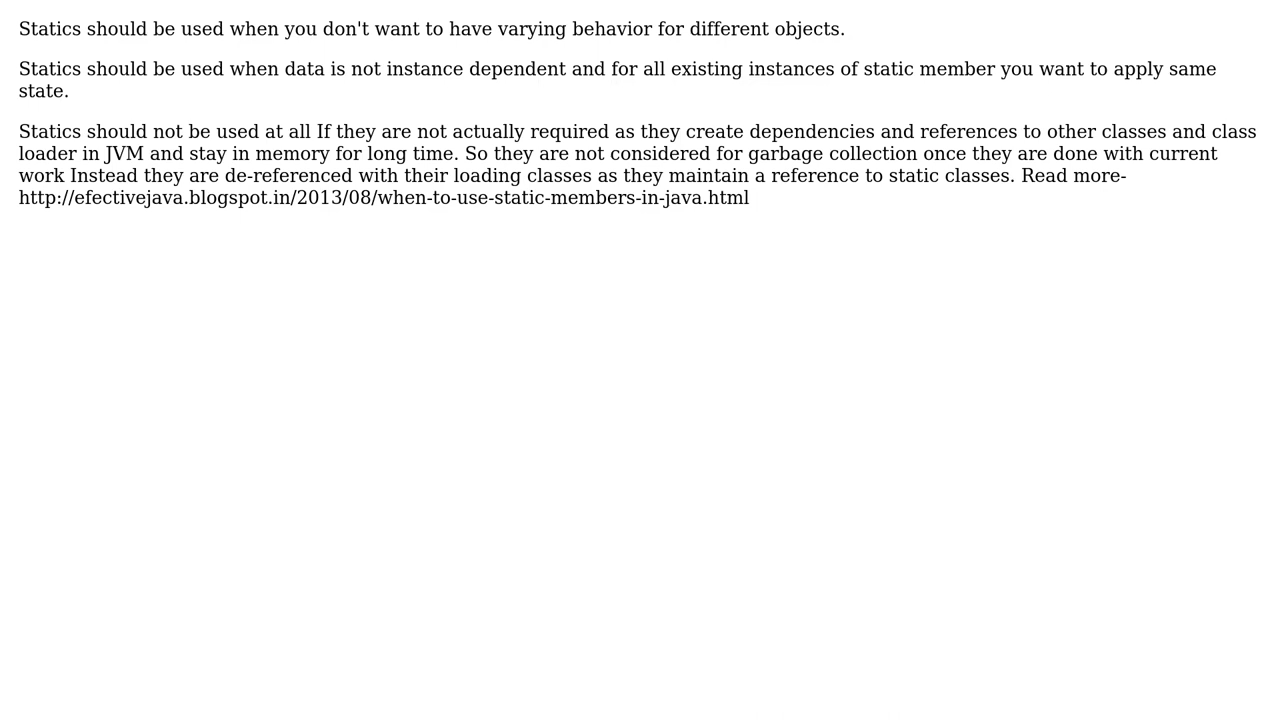 Statics should be used when you don't want to have varying behavior for different objects.
Statics should be used when data is not instance dependent and for all existing instances of static member you want to apply same
state.
Statics should not be used at all If they are not actually required as they create dependencies and references to other classes and class
loader in JVM and stay in memory for long time. So they are not considered for garbage collection once they are done with current
work Instead they are de-referenced with their loading classes as they maintain a reference to static classes. Read more-
http://efectivejava.blogspot.in/2013/08/when-to-use-static-members-in-java.html